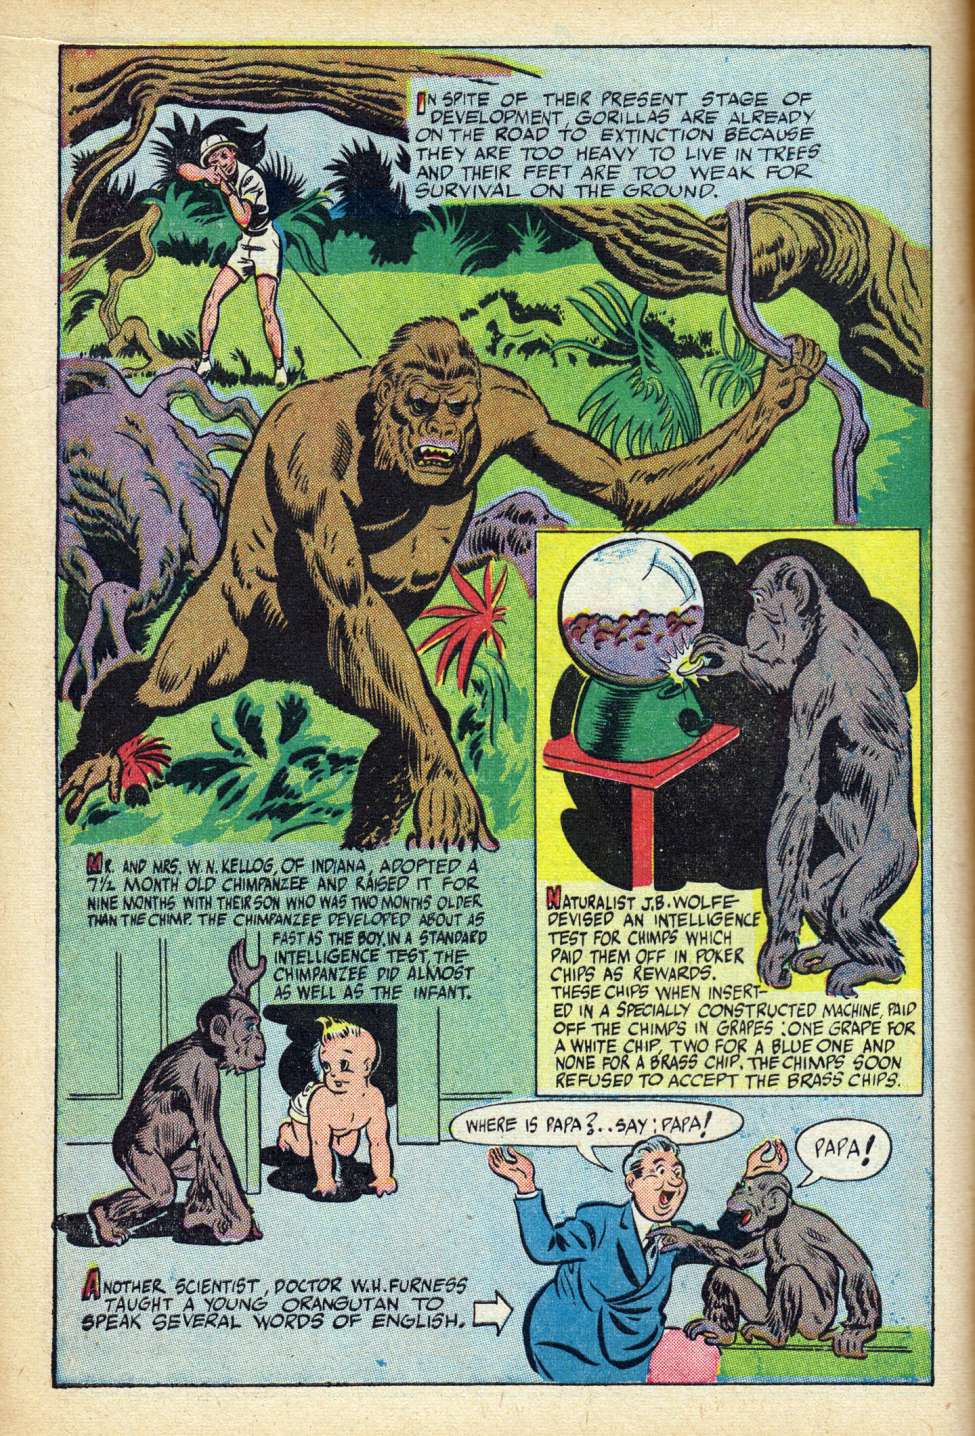 IN SPITE OF THEIR PRESENT STAGE OF
DEVELOPMENT, GORILLAS ARE ALREADY
ON THE ROAD TO EXTINCTION BECAUSE
THEY ARE TOO HEAVY TO LIVE IN TREES
AND THEIR FEET ARE TOO WEAK FOR
SURVIVAL ON THE GROUND.
MR. AND MRS. W.N. KELLOG, OF INDIANA, ADOPTED A
7½ MONTH OLD CHIMPANZEE AND RAISED IT FOR
NINE MONTHS WITH THEIR SON WHO WAS TWO MONTHS OLDER
THAN THE CHIMP. THE CHIMPANZEE DEVELOPED ABOUT AS
FAST AS THE BOY. IN A STANDARD
INTELLIGENCE TEST, THE
CHIMPANZEE DID ALMOST
AS WELL AS THE INFANT.
NATURALIST J.B. WOLFE
DEVISED AN INTELLIGENCE
TEST FOR CHIMPS WHICH
PAID THEM OFF IN POKER
CHIPS AS REWARDS.
THESE CHIPS WHEN INSERT-
ED IN A SPECIALLY CONSTRUCTED MACHINE, PAID
OFF THE CHIMPS IN GRAPES: ONE GRAPE FOR
A WHITE CHIP, TWO FOR A BLUE ONE AND
NONE FOR A BRASS CHIP. THE CHIMPS SOON
REFUSED TO ACCEPT THE BRASS CHIPS.
WHERE IS PAPA?..SAY: PAPA!
PAPA!
ANOTHER SCIENTIST, DOCTOR W.H. FURNESS
TAUGHT A YOUNG ORANGUTAN TO
SPEAK SEVERAL WORDS OF ENGLISH.